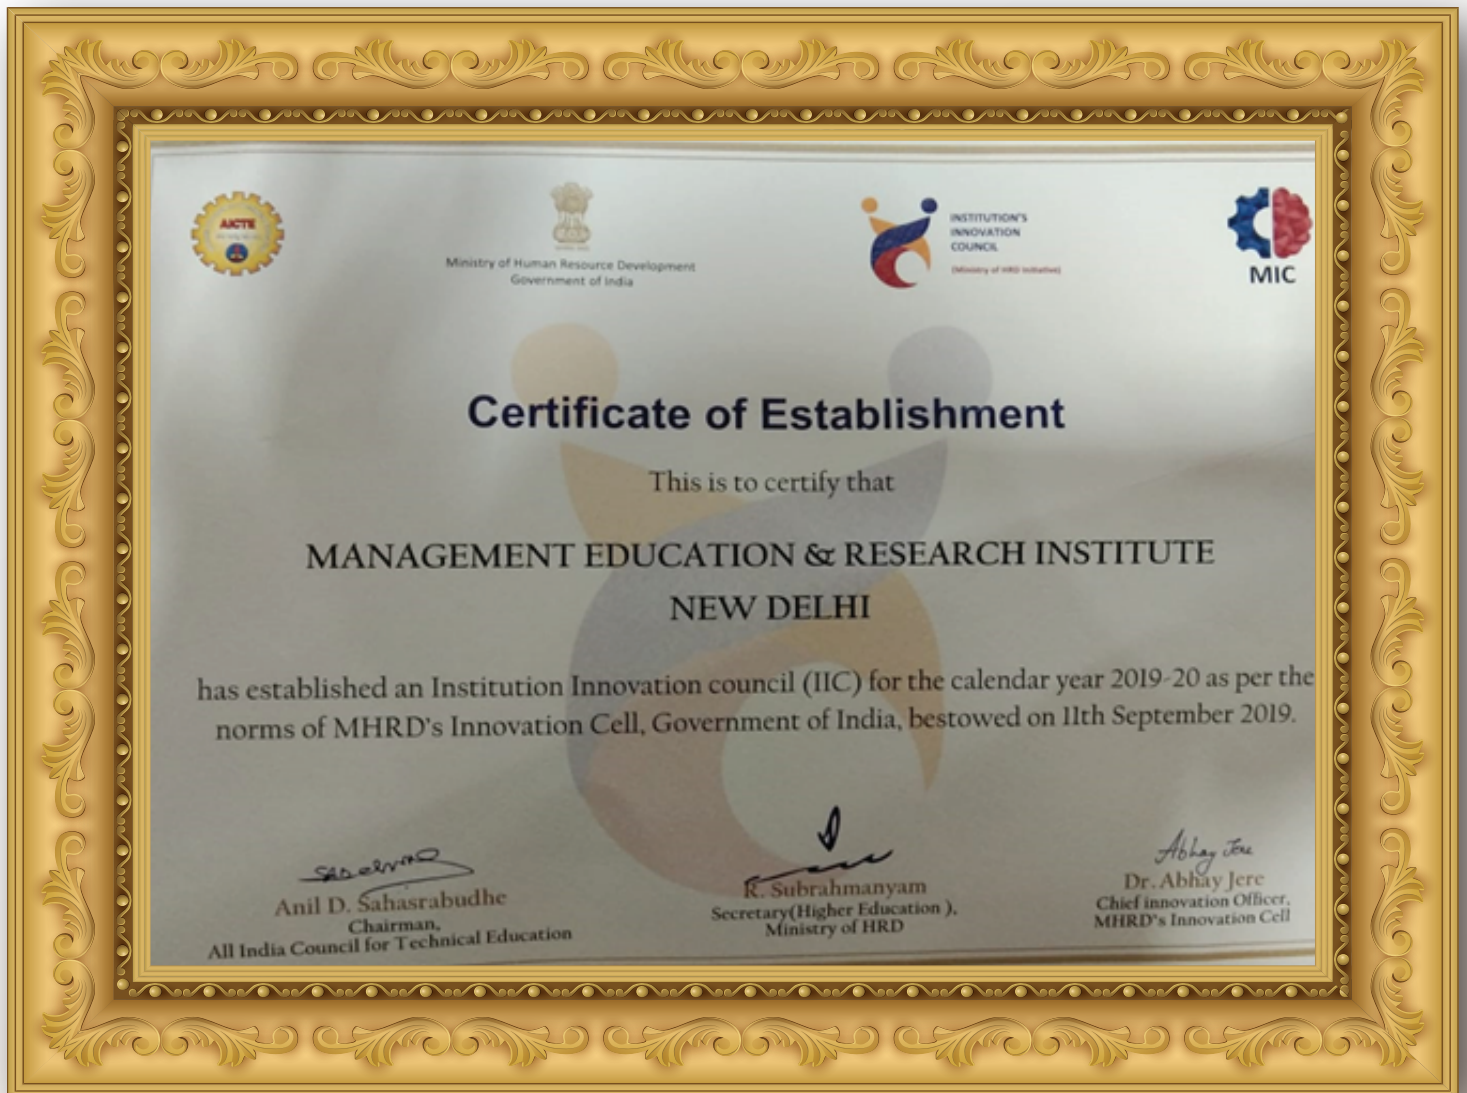 AICTE
Ministry of Human Resource Development
Government of India
INSTITUTION'S
INNOVATION
COUNCIL
(Ministry of HRD Initiative)
MIC
Certificate of Establishment
This is to certify that
MANAGEMENT EDUCATION & RESEARCH INSTITUTE
NEW DELHI
has established an Institution Innovation council (IIC) for the calendar year 2019-20 as per the
norms of MHRD's Innovation Cell, Government of India, bestowed on 11th September 2019.
Abhay Jere
Anil D. Sahasrabudhe
Chairman,
All India Council for Technical Education
R. Subrahmanyam
Secretary(Higher Education ),
Ministry of HRD
Dr. Abhay Jere
Chief innovation Officer,
MHRD's Innovation Cell